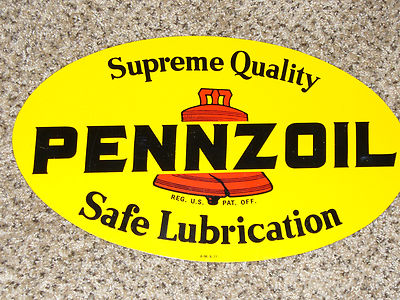 Supreme Quality
PENNZOIL
REG. U.S. PAT. OFF.
Safe Lubrication